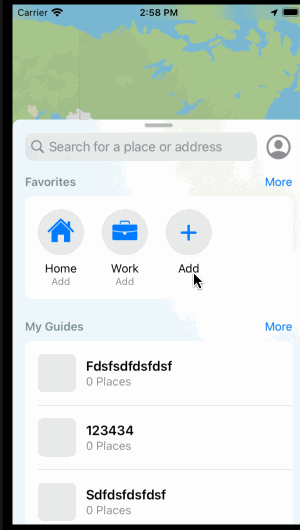 Carrier 2:58 PM
Search for a place or address
Favorites More
Home Work Add
Add Add
My Guides More
Fdsfsdfdsfdsf
0 Places
123434
0 Places
Sdfdsfdsfdsf
0 Places